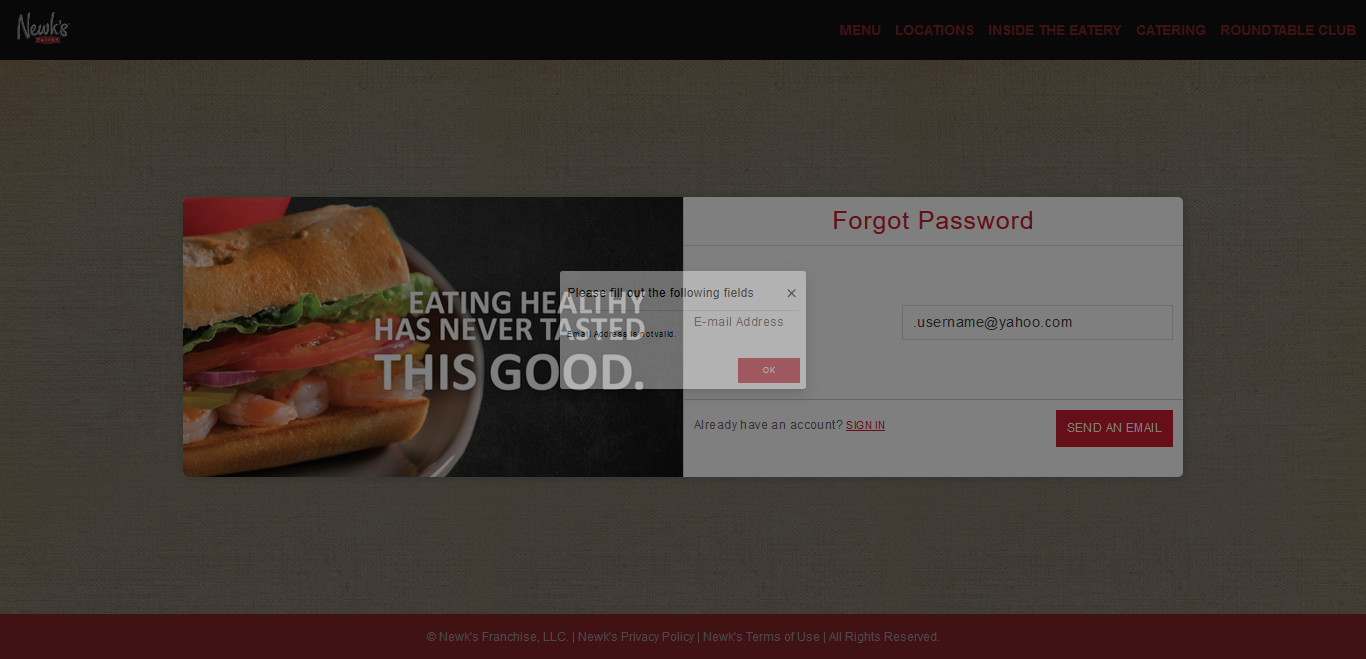 Newk's
EATERY
MENU LOCATIONS INSIDE THE EATERY CATERING ROUNDTABLE CLUB
Forgot Password
EATING HEALTHY
HAS NEVER TASTED
THIS GOOD.
Please fill out the following fields ×
Email Address is not valid.
OK
E-mail Address
.username@yahoo.com
Already have an account? SIGN IN
SEND AN EMAIL
© Newk's Franchise, LLC. | Newk's Privacy Policy | Newk's Terms of Use | All Rights Reserved.